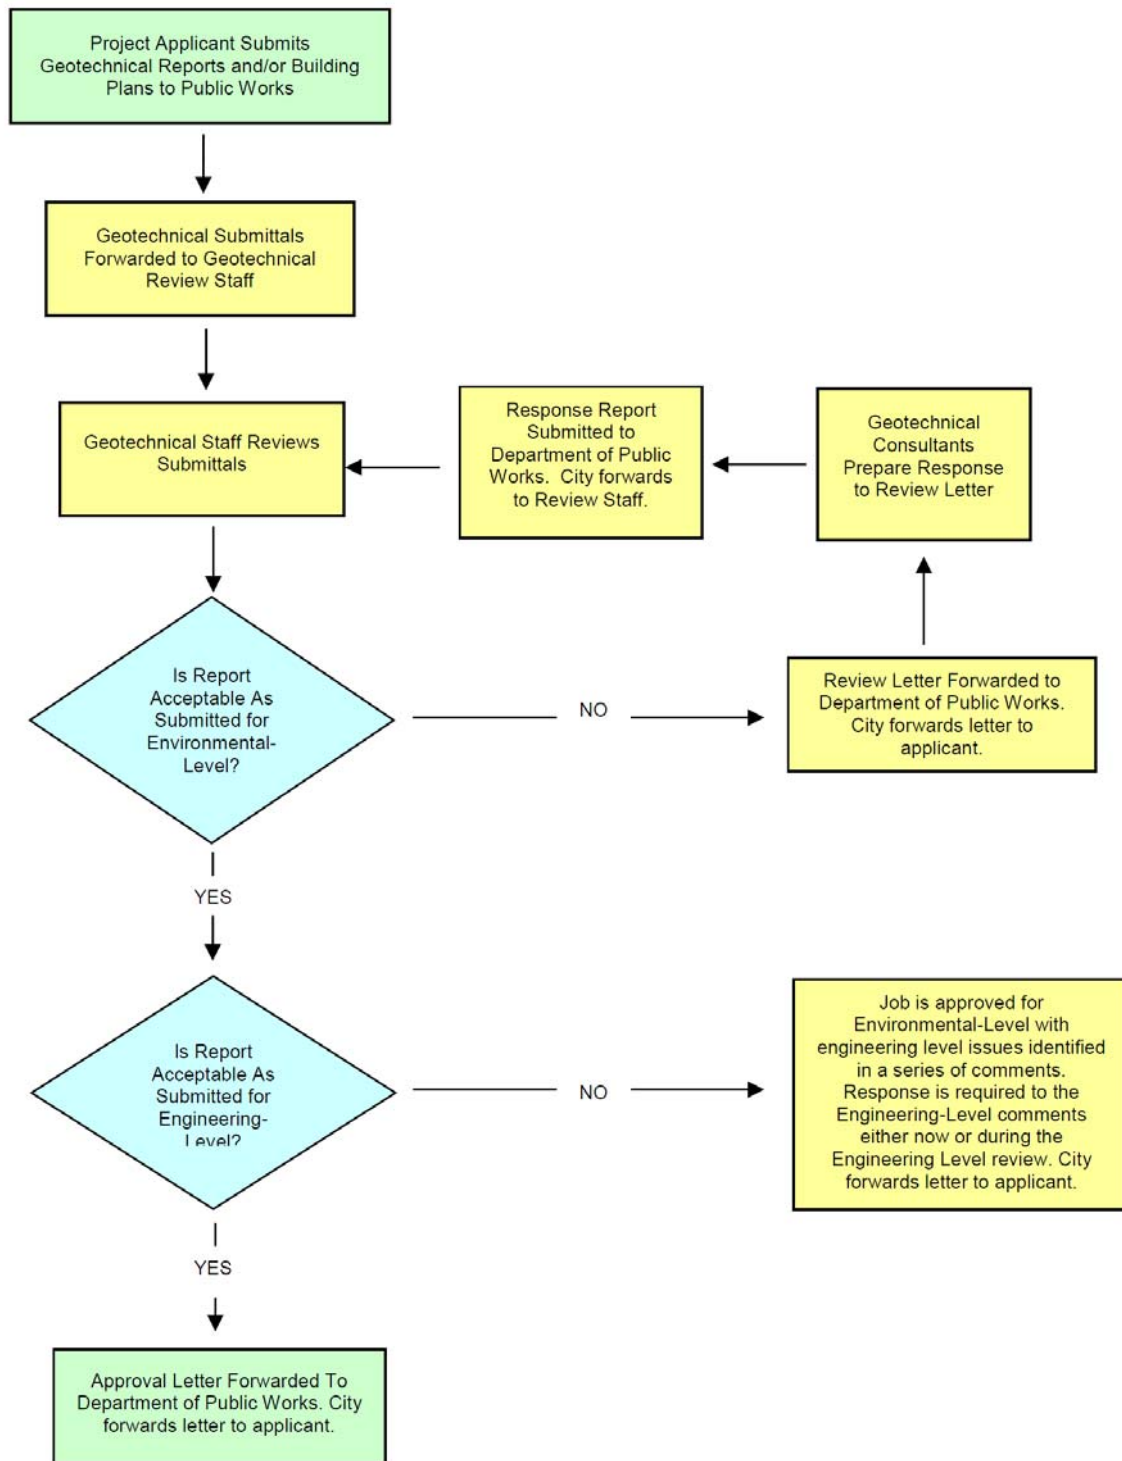 Project Applicant Submits
Geotechnical Reports and/or Building
Plans to Public Works
Geotechnical Submittals
Forwarded to Geotechnical
Review Staff
Geotechnical Staff Reviews
Submittals
Response Report
Submitted to
Department of Public
Works. City forwards
to Review Staff.
Geotechnical
Consultants
Prepare Response
to Review Letter
Is Report
Acceptable As
Submitted for
Environmental-
Level?
NO
Review Letter Forwarded to
Department of Public Works.
City forwards letter to
applicant.
YES
Is Report
Acceptable As
Submitted for
Engineering-
Level?
NO
Job is approved for
Environmental-Level with
engineering level issues identified
in a series of comments.
Response is required to the
Engineering-Level comments
either now or during the
Engineering Level review. City
forwards letter to applicant.
YES
Approval Letter Forwarded To
Department of Public Works. City
forwards letter to applicant.